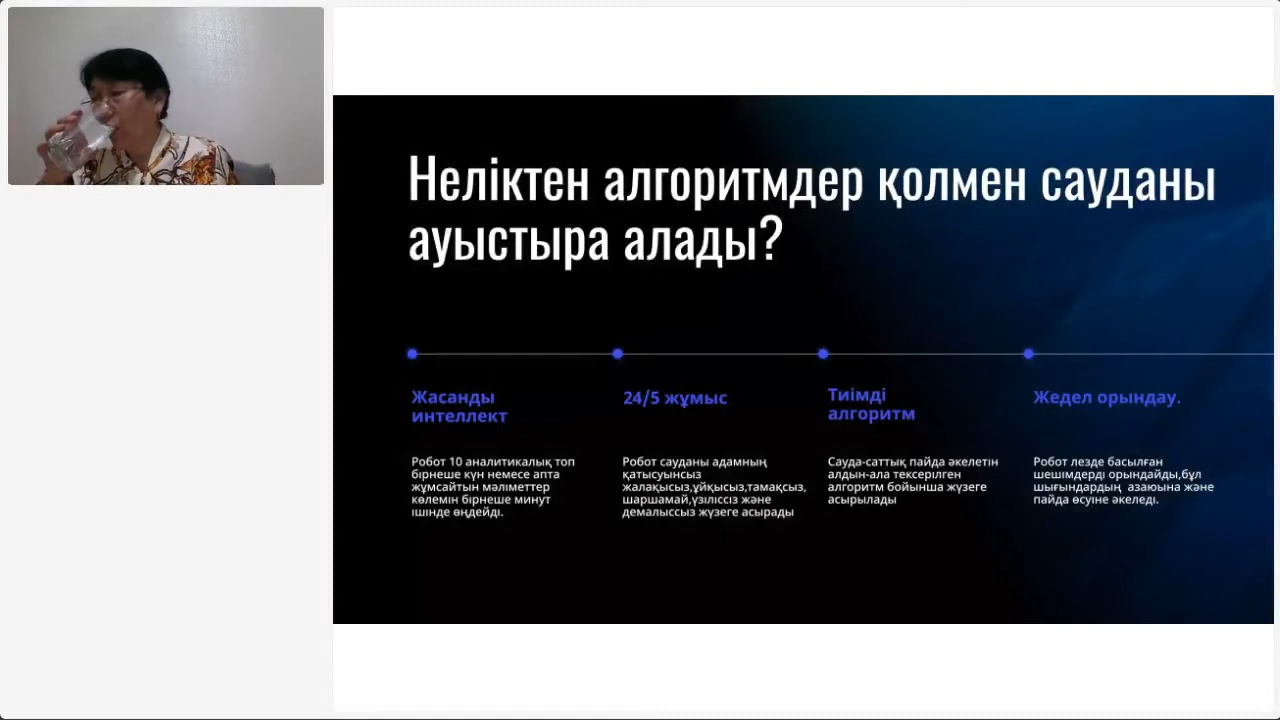 Неліктен алгоритмдер қолмен сауданы
ауыстыра алады?
Жасанды
интеллект
Робот 10 аналитикалық топ
бірнеше күн немесе апта
жұмсайтын мәліметтер
көлемін бірнеше минут
ішінде өңдейді.
24/5 жұмыс
Робот сауданы адамның
қатысуынсыз
жалақысыз,ұйқысыз,тамақсыз,
шаршамай,үзіліссіз және
демалыссыз жүзеге асырады
Тиімді
алгоритм
Сауда-саттық пайда әкелетін
алдын-ала тексерілген
алгоритм бойынша жүзеге
асырылады
Жедел орындау.
Робот лезде басылған
шешімдерді орындайды,бұл
шығындардың азаюына және
пайда өсуіне әкеледі.